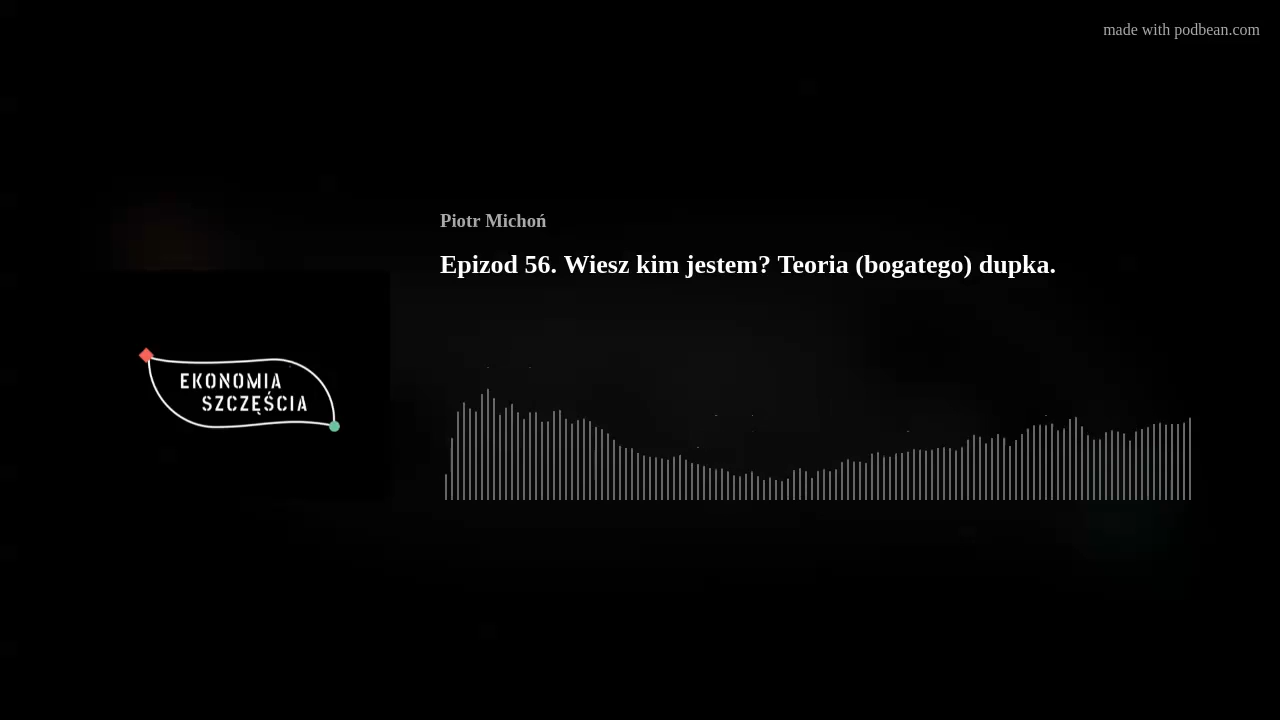 made with podbean.com
Piotr Michoń
Epizod 56. Wiesz kim jestem? Teoria (bogatego) dupka.
EKONOMIA
SZCZĘŚCIA